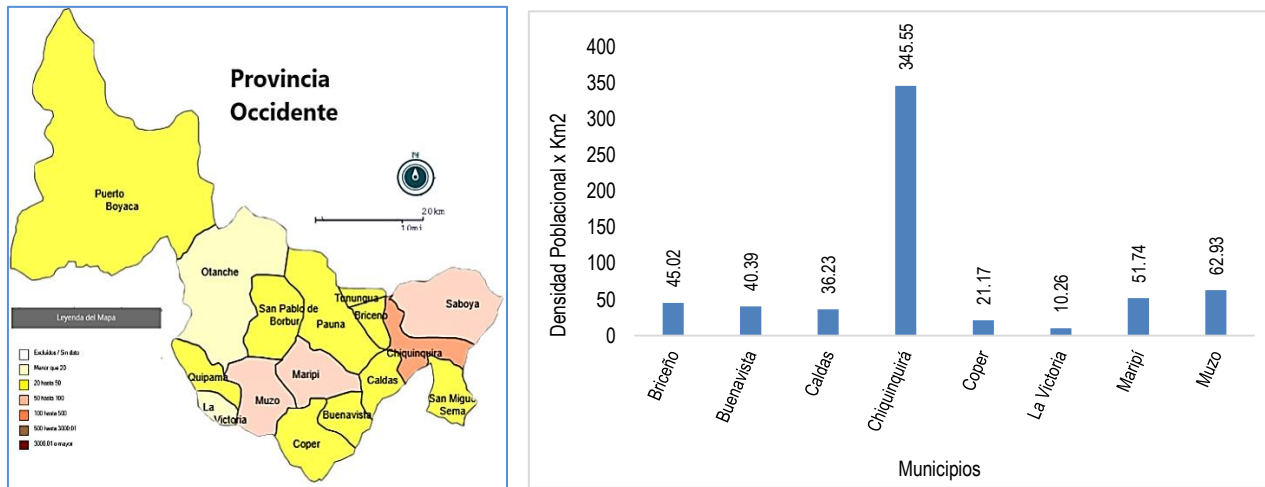 Provincia
Occidente
N
20 km
10mi
Puerto
Boyaca
Otanche
San Pablo de
Borbur
Pauna
Tunungua
Briceno
Saboya
Chiquinquira
Quipama
Maripi
Caldas
Muzo
San Migue
Sema
La
Victoria
Buenavista
Coper
Leyenda del Mapa
Excluidos / Sin dato
Menor que 20
20 hasta 50
50 hasta 100
100 hasta 500
500 hasta 3000.01
3000.01 o mayor
Densidad Poblacional x Km2
400
350
300
250
200
150
100
50
0
45.02
40.39
36.23
345.55
21.17
10.26
51.74
62.93
Briceño
Buenavista
Caldas
Chiquinquirá
Coper
La Victoria
Maripí
Muzo
Municipios